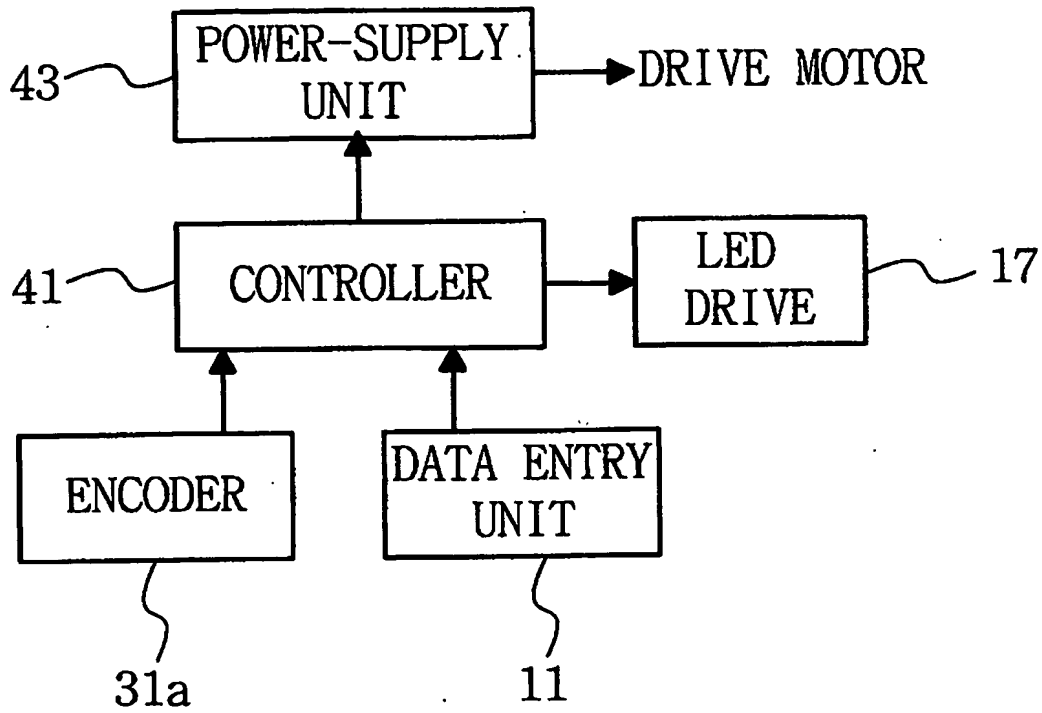 POWER-SUPPLY
UNIT
43
DRIVE MOTOR
41
CONTROLLER
LED
DRIVE
17
ENCODER
DATA ENTRY
UNIT
31a
11